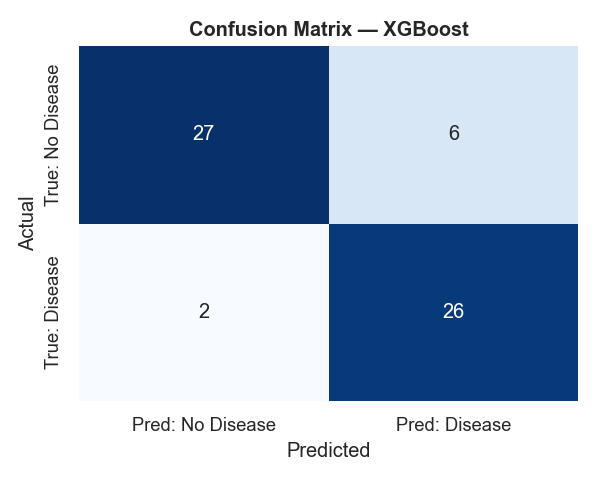 Confusion Matrix — XGBoost
Actual
True: No Disease
27
6
True: Disease
2
26
Pred: No Disease
Pred: Disease
Predicted